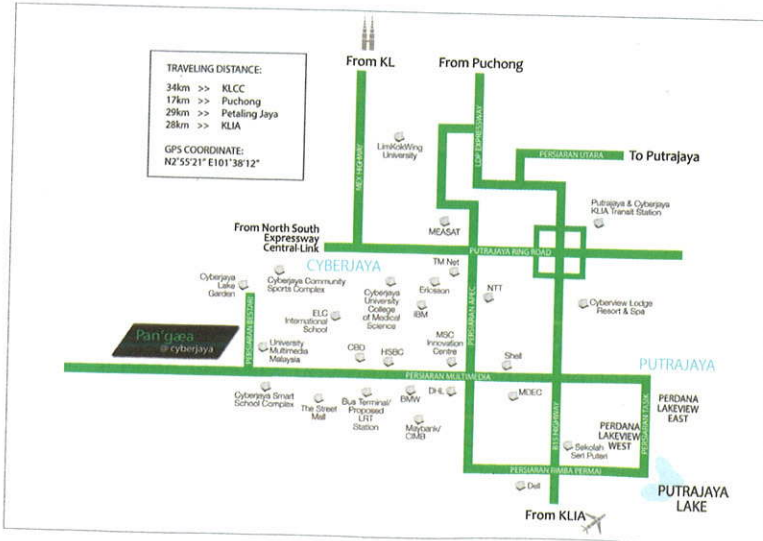 TRAVELING DISTANCE:
34km >> KLCC
17km >> Puchong
29km >> Petaling Jaya
28km >> KLIA
GPS COORDINATE:
N2°55'21" E101°38'12"
From KL
From Puchong
MEX HIGHWAY
LimKokWing
University
LDP EXPRESSWAY
PERSIARAN UTARA
To Putrajaya
Putrajaya & Cyberjaya
KLIA Transit Station
MEASAT
From North South
Expressway
Central-Link
PUTRAJAYA RING ROAD
CYBERJAYA
Cyberjaya
Lake
Garden
Cyberjaya Community
Sports Complex
Cyberjaya
University
College
of Medical
Science
TM Net
Ericsson
IBM
PERSIARAN APEC
NTT
Cyberview Lodge
Resort & Spa
ELC
International
School
PERSIARAN BESTARI
Pan'gæa
@ cyberjaya
University
Multimedia
Malaysia
CBD
HSBC
MSC
Innovation
Centre
Shell
PUTRAJAYA
PERSIARAN MULTIMEDIA
Cyberjaya Smart
School Complex
The Street
Mall
Bus Terminal/
Proposed
LRT
Station
BMW
Maybank/
CIMB
DHL
MDEC
B15 HIGHWAY
PERDANA
LAKEVIEW
WEST
PERSIARAN TASIK
PERDANA
LAKEVIEW
EAST
Sekolah
Seri Puteri
PERSIARAN RIMBA PERMAI
Dell
PUTRAJAYA
LAKE
From KLIA